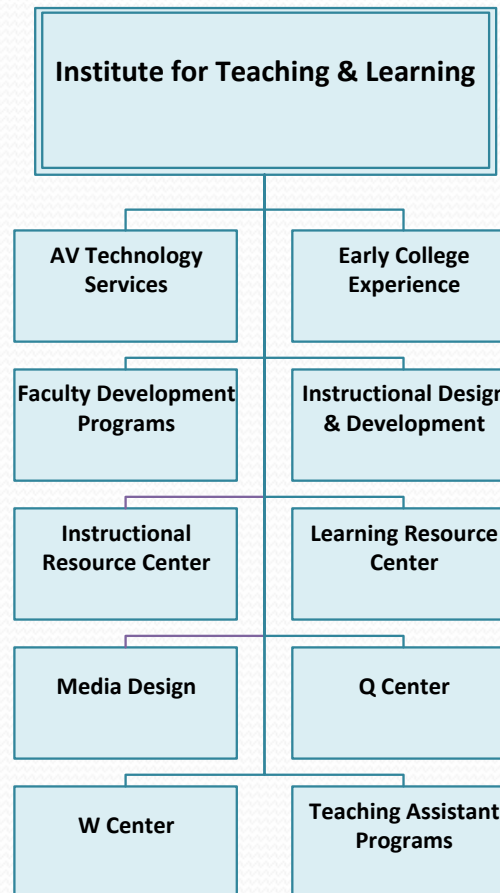 Institute for Teaching & Learning
AV Technology
Services
Early College
Experience
Faculty Development
Programs
Instructional Design
& Development
Instructional
Resource Center
Learning Resource
Center
Media Design
Q Center
W Center
Teaching Assistant
Programs